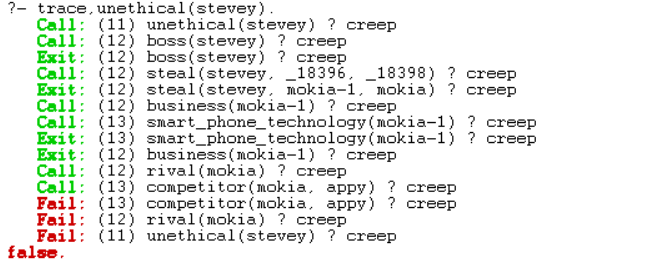 ?- trace,unethical(stevey).
Call: (11) unethical(stevey) ? creep
Call: (12) boss(stevey) ? creep
Exit: (12) boss(stevey) ? creep
Call: (12) steal(stevey, _18396, _18398) ? creep
Exit: (12) steal(stevey, mokia-1, mokia) ? creep
Call: (12) business(mokia-1) ? creep
Call: (13) smart_phone_technology(mokia-1) ? creep
Exit: (13) smart_phone_technology(mokia-1) ? creep
Exit: (12) business(mokia-1) ? creep
Call: (12) rival(mokia) ? creep
Call: (13) competitor(mokia, appy) ? creep
Fail: (13) competitor(mokia, appy) ? creep
Fail: (12) rival(mokia) ? creep
Fail: (11) unethical(stevey) ? creep
false.